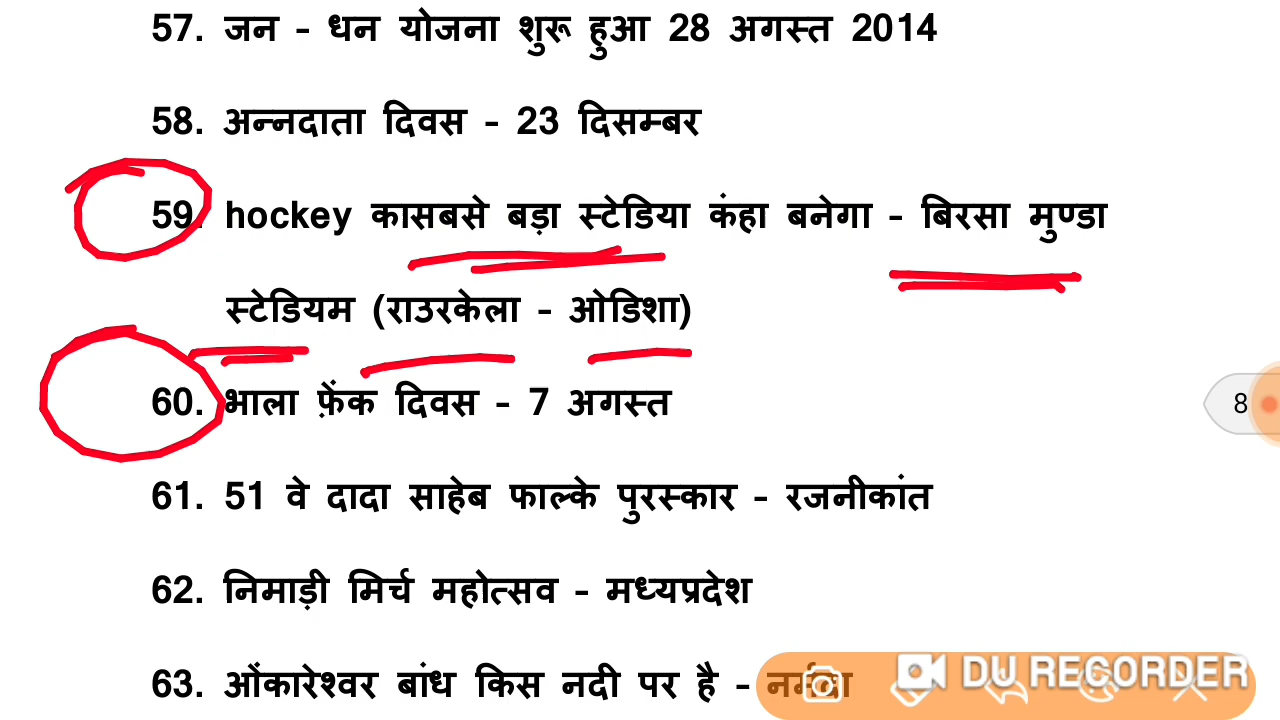 57. जन - धन योजना शुरू हुआ 28 अगस्त 2014
58. अन्नदाता दिवस - 23 दिसम्बर
59. hockey कासबसे बड़ा स्टेडिया कंहा बनेगा - बिरसा मुण्डा
स्टेडियम (राउरकेला - ओडिशा)
60. भाला फ़ेंक दिवस - 7 अगस्त
8
61. 51 वे दादा साहेब फाल्के पुरस्कार - रजनीकांत
62. निमाड़ी मिर्च महोत्सव - मध्यप्रदेश
63. ओंकारेश्वर बांध किस नदी पर है - नर्मदा
DU RECORDER